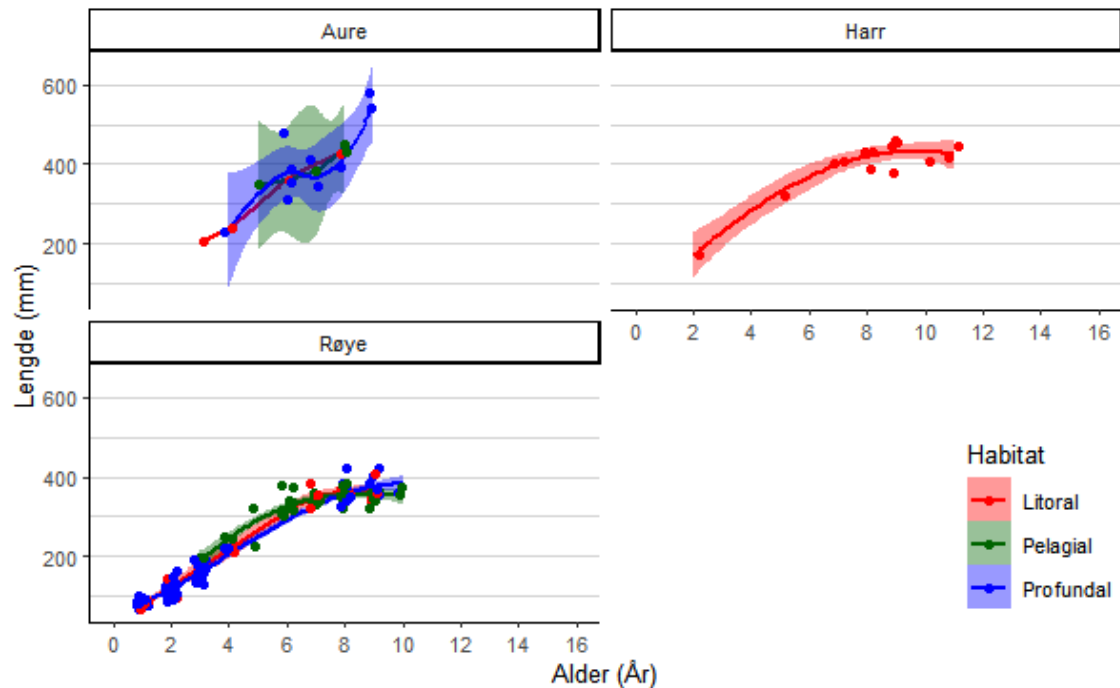 Aure
Harr
600
400
200
0 2 4 6 8 10 12 14 16
Røye
600
400
200
0 2 4 6 8 10 12 14 16
Lengde (mm)
Alder (År)
Habitat
Litoral
Pelagial
Profundal